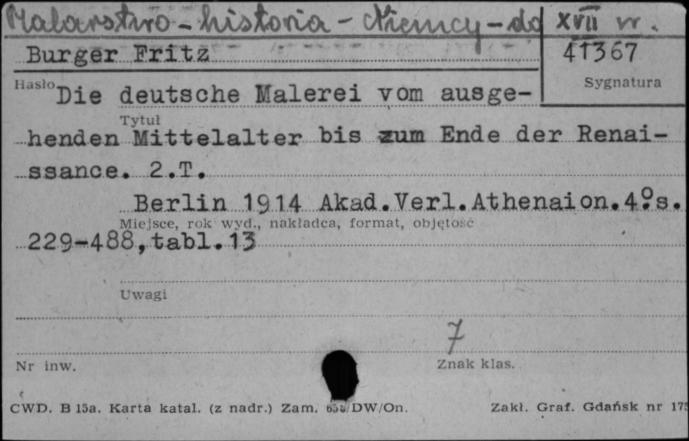 Malarstwo - historia - Niemcy - do XVII w.
Burger Fritz
41367
Hasło
Sygnatura
Die deutsche Malerei vom ausge-
Tytuł
henden Mittelalter bis zum Ende der Renai-
ssance. 2.T.
Berlin 1914 Akad.Verl.Athenaion.4°.s.
Miejsce, rok wyd., nakładca, format, objętość
229-488,tabl.13
Uwagi
7
Nr inw.
Znak klas.
CWD. B 15a. Karta katal. (z nadr.) Zam. /DW/On.
Zakł. Graf. Gdańsk nr